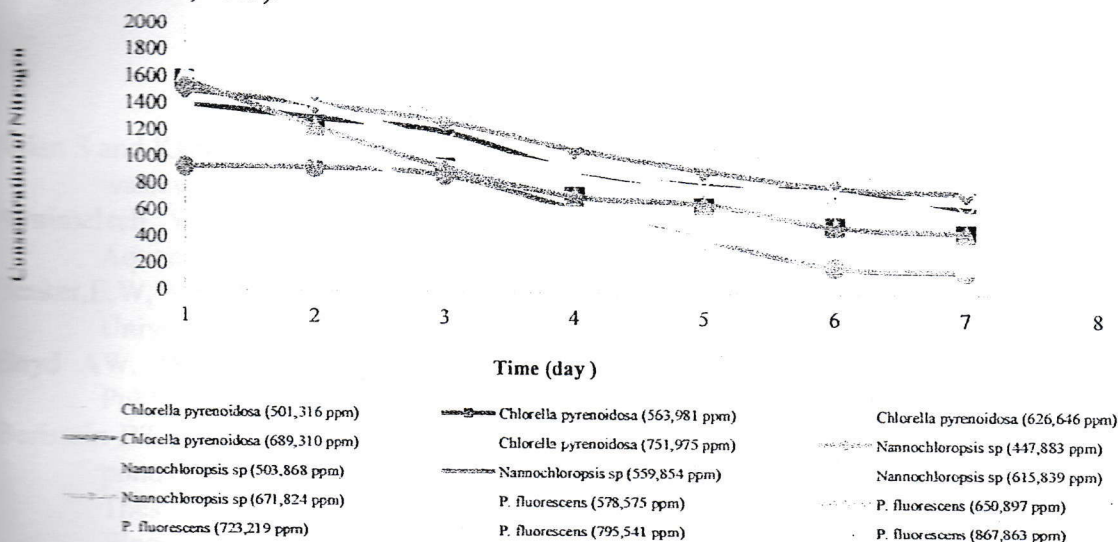 Consentration of Nitrogen
2000
1800
1600
1400
1200
1000
800
600
400
200
0
1 2 3 4 5 6 7 8
Time (day)
Chlorella pyrenoidosa (501,316 ppm) Chlorella pyrenoidosa (563,981 ppm) Chlorella pyrenoidosa (626,646 ppm)
Chlorella pyrenoidosa (689,310 ppm) Chlorella pyrenoidosa (751,975 ppm) Nannochloropsis sp (447,883 ppm)
Nannochloropsis sp (503,868 ppm) Nannochloropsis sp (559,854 ppm) Nannochloropsis sp (615,839 ppm)
Nannochloropsis sp (671,824 ppm) P. fluorescens (578,575 ppm) P. fluorescens (650,897 ppm)
P. fluorescens (723,219 ppm) P. fluorescens (795,541 ppm) P. fluorescens (867,863 ppm)